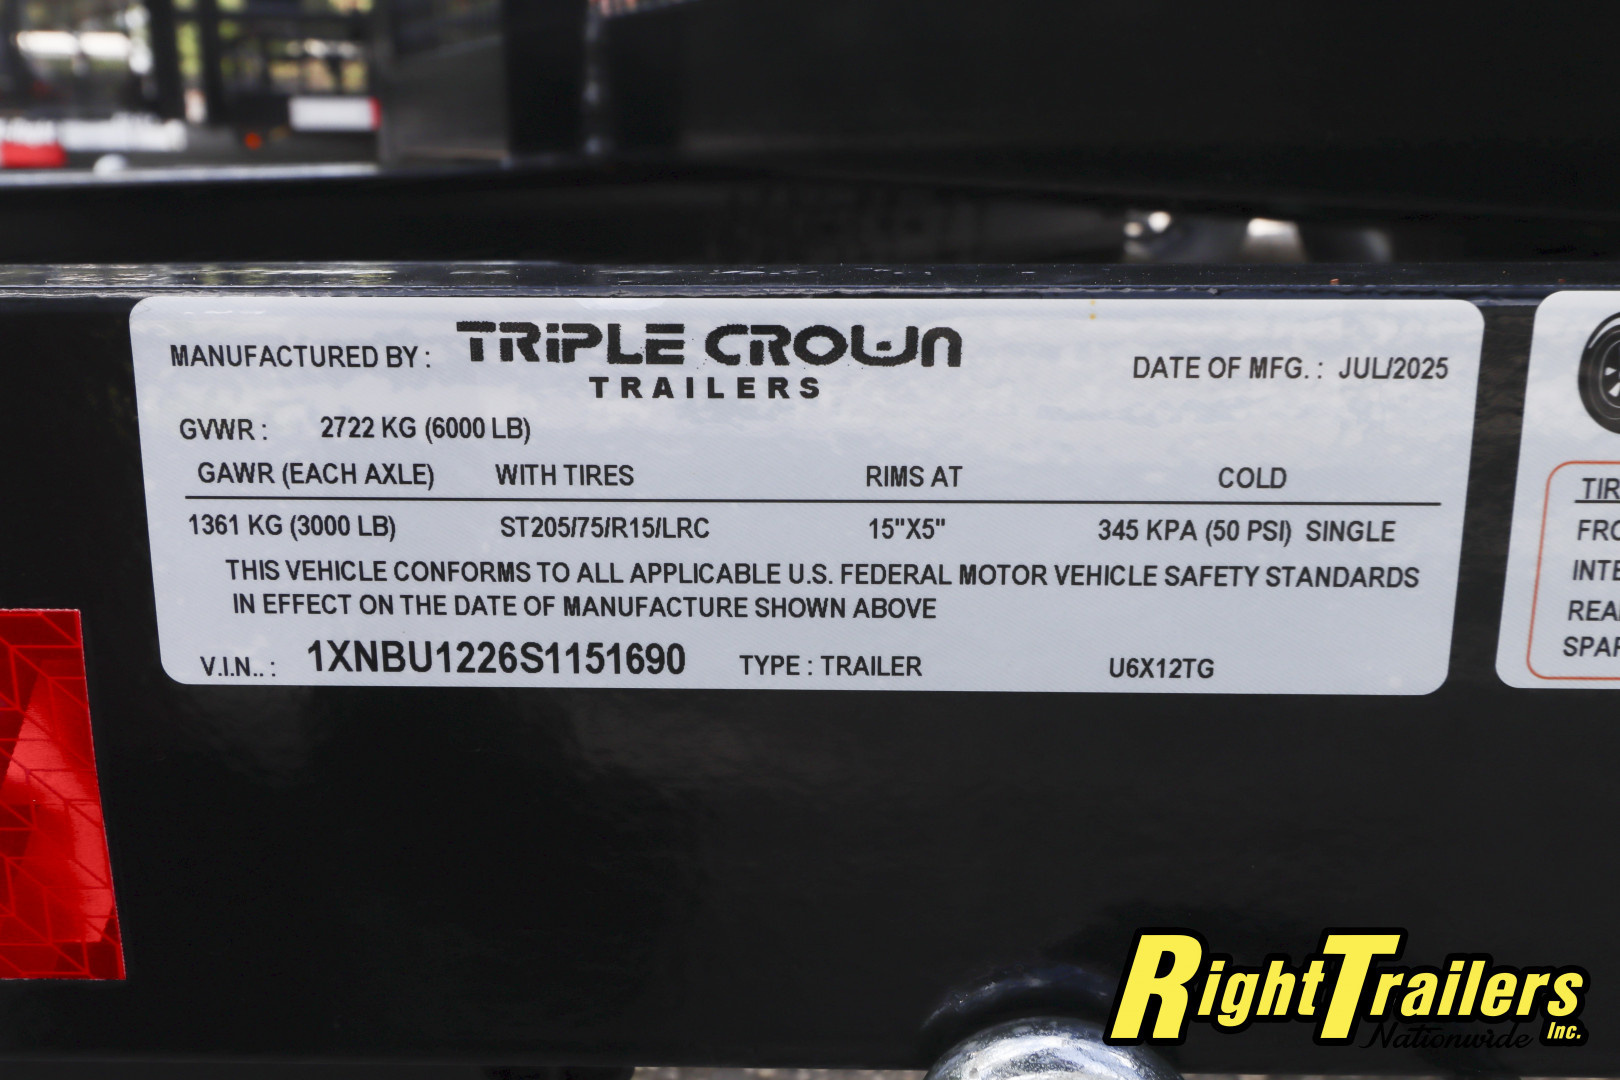 MANUFACTURED BY : TRIPLE CROWN TRAILERS
DATE OF MFG. : JUL/2025
GVWR : 2722 KG (6000 LB)
GAWR (EACH AXLE) WITH TIRES RIMS AT COLD
1361 KG (3000 LB) ST205/75/R15/LRC 15"X5" 345 KPA (50 PSI) SINGLE
THIS VEHICLE CONFORMS TO ALL APPLICABLE U.S. FEDERAL MOTOR VEHICLE SAFETY STANDARDS
IN EFFECT ON THE DATE OF MANUFACTURE SHOWN ABOVE
V.I.N.. : 1XNBU1226S1151690 TYPE : TRAILER U6X12TG
RightTrailers
Nationwide Inc.